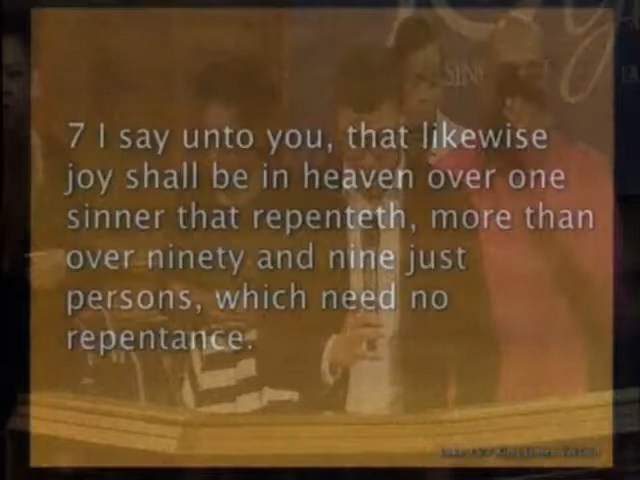 7 I say unto you, that likewise
joy shall be in heaven over one
sinner that repenteth, more than
over ninety and nine just
persons, which need no
repentance.